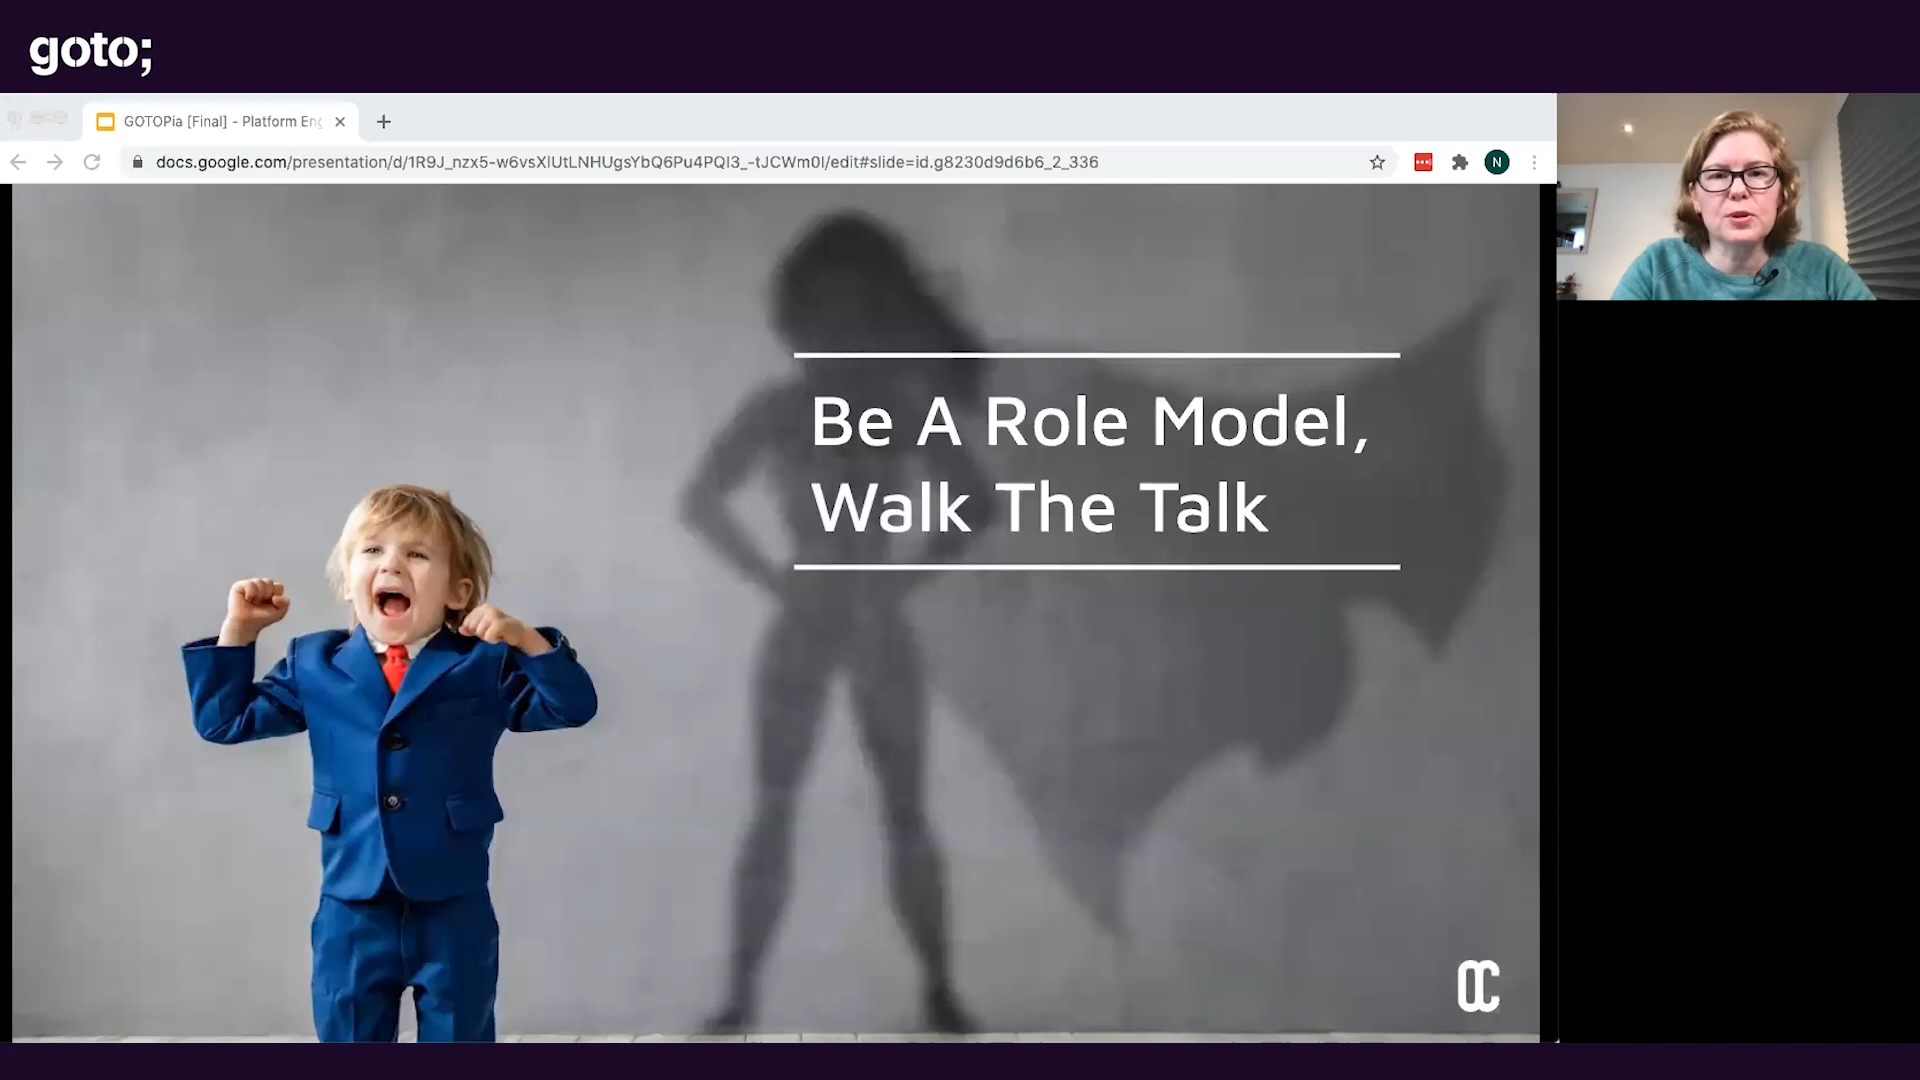 goto;
GOTOPia [Final] - Platform Eng
docs.google.com/presentation/d/1R9J_nzx5-w6vsXlUtLNHUgsYbQ6Pu4PQI3_-tJCWm0I/edit#slide=id.g8230d9d6b6_2_336
N
Be A Role Model,
Walk The Talk